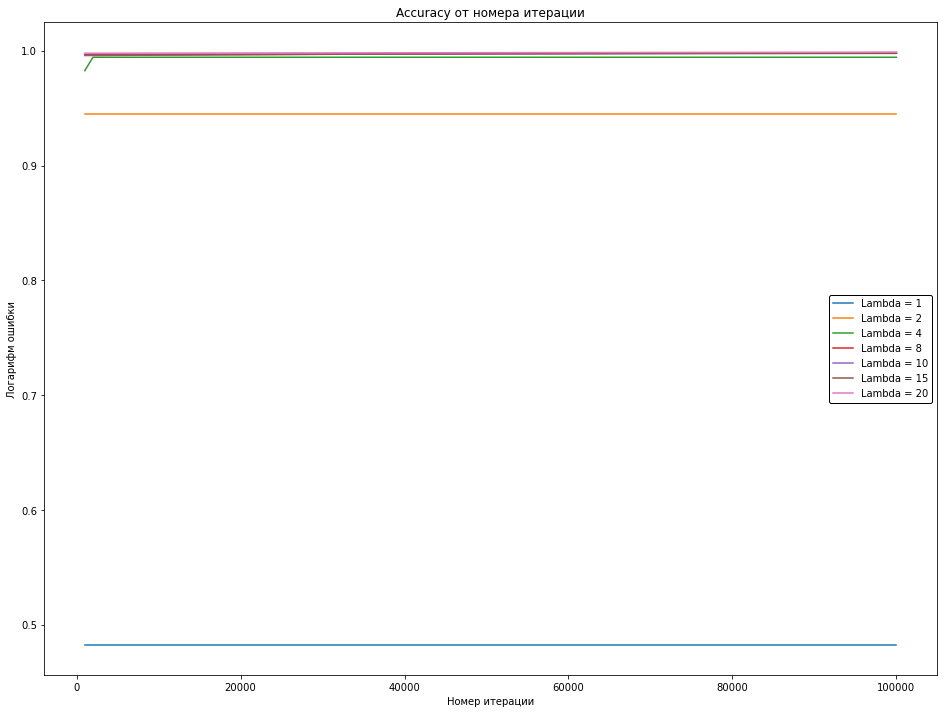 Accuracy от номера итерации
Логарифм ошибки
1.0
0.9
0.8
0.7
0.6
0.5
Lambda = 1
Lambda = 2
Lambda = 4
Lambda = 8
Lambda = 10
Lambda = 15
Lambda = 20
0
20000
40000
60000
80000
100000
Номер итерации